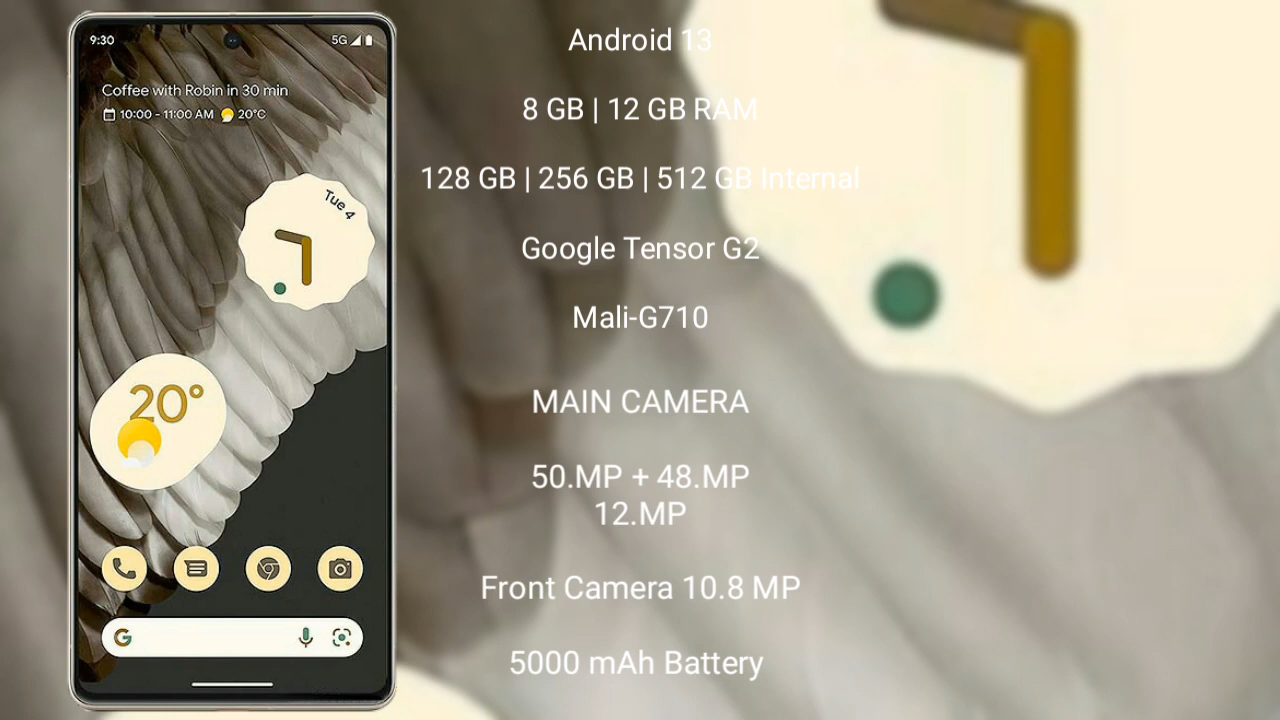 9:30
5G
Coffee with Robin in 30 min
10:00 - 11:00 AM 20°C
Tue 4
20°
G
Android 13
8 GB | 12 GB RAM
128 GB | 256 GB | 512 GB Internal
Google Tensor G2
Mali-G710
MAIN CAMERA
50.MP + 48.MP
12.MP
Front Camera 10.8 MP
5000 mAh Battery